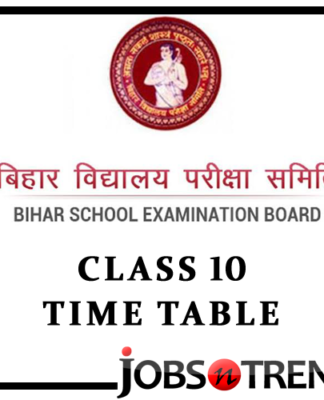 बिहार विद्यालय परीक्षा समिति
BIHAR SCHOOL EXAMINATION BOARD
CLASS 10
TIME TABLE
JOBSnTREN